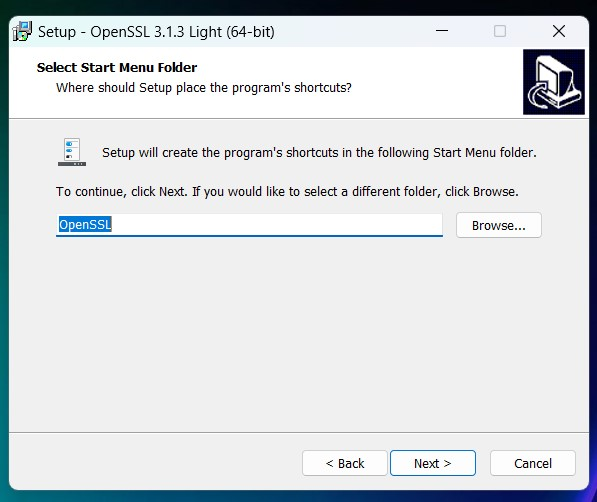 Setup - OpenSSL 3.1.3 Light (64-bit)
Select Start Menu Folder
Where should Setup place the program's shortcuts?
Setup will create the program's shortcuts in the following Start Menu folder.
To continue, click Next. If you would like to select a different folder, click Browse.
OpenSSL
Browse...
< Back
Next >
Cancel